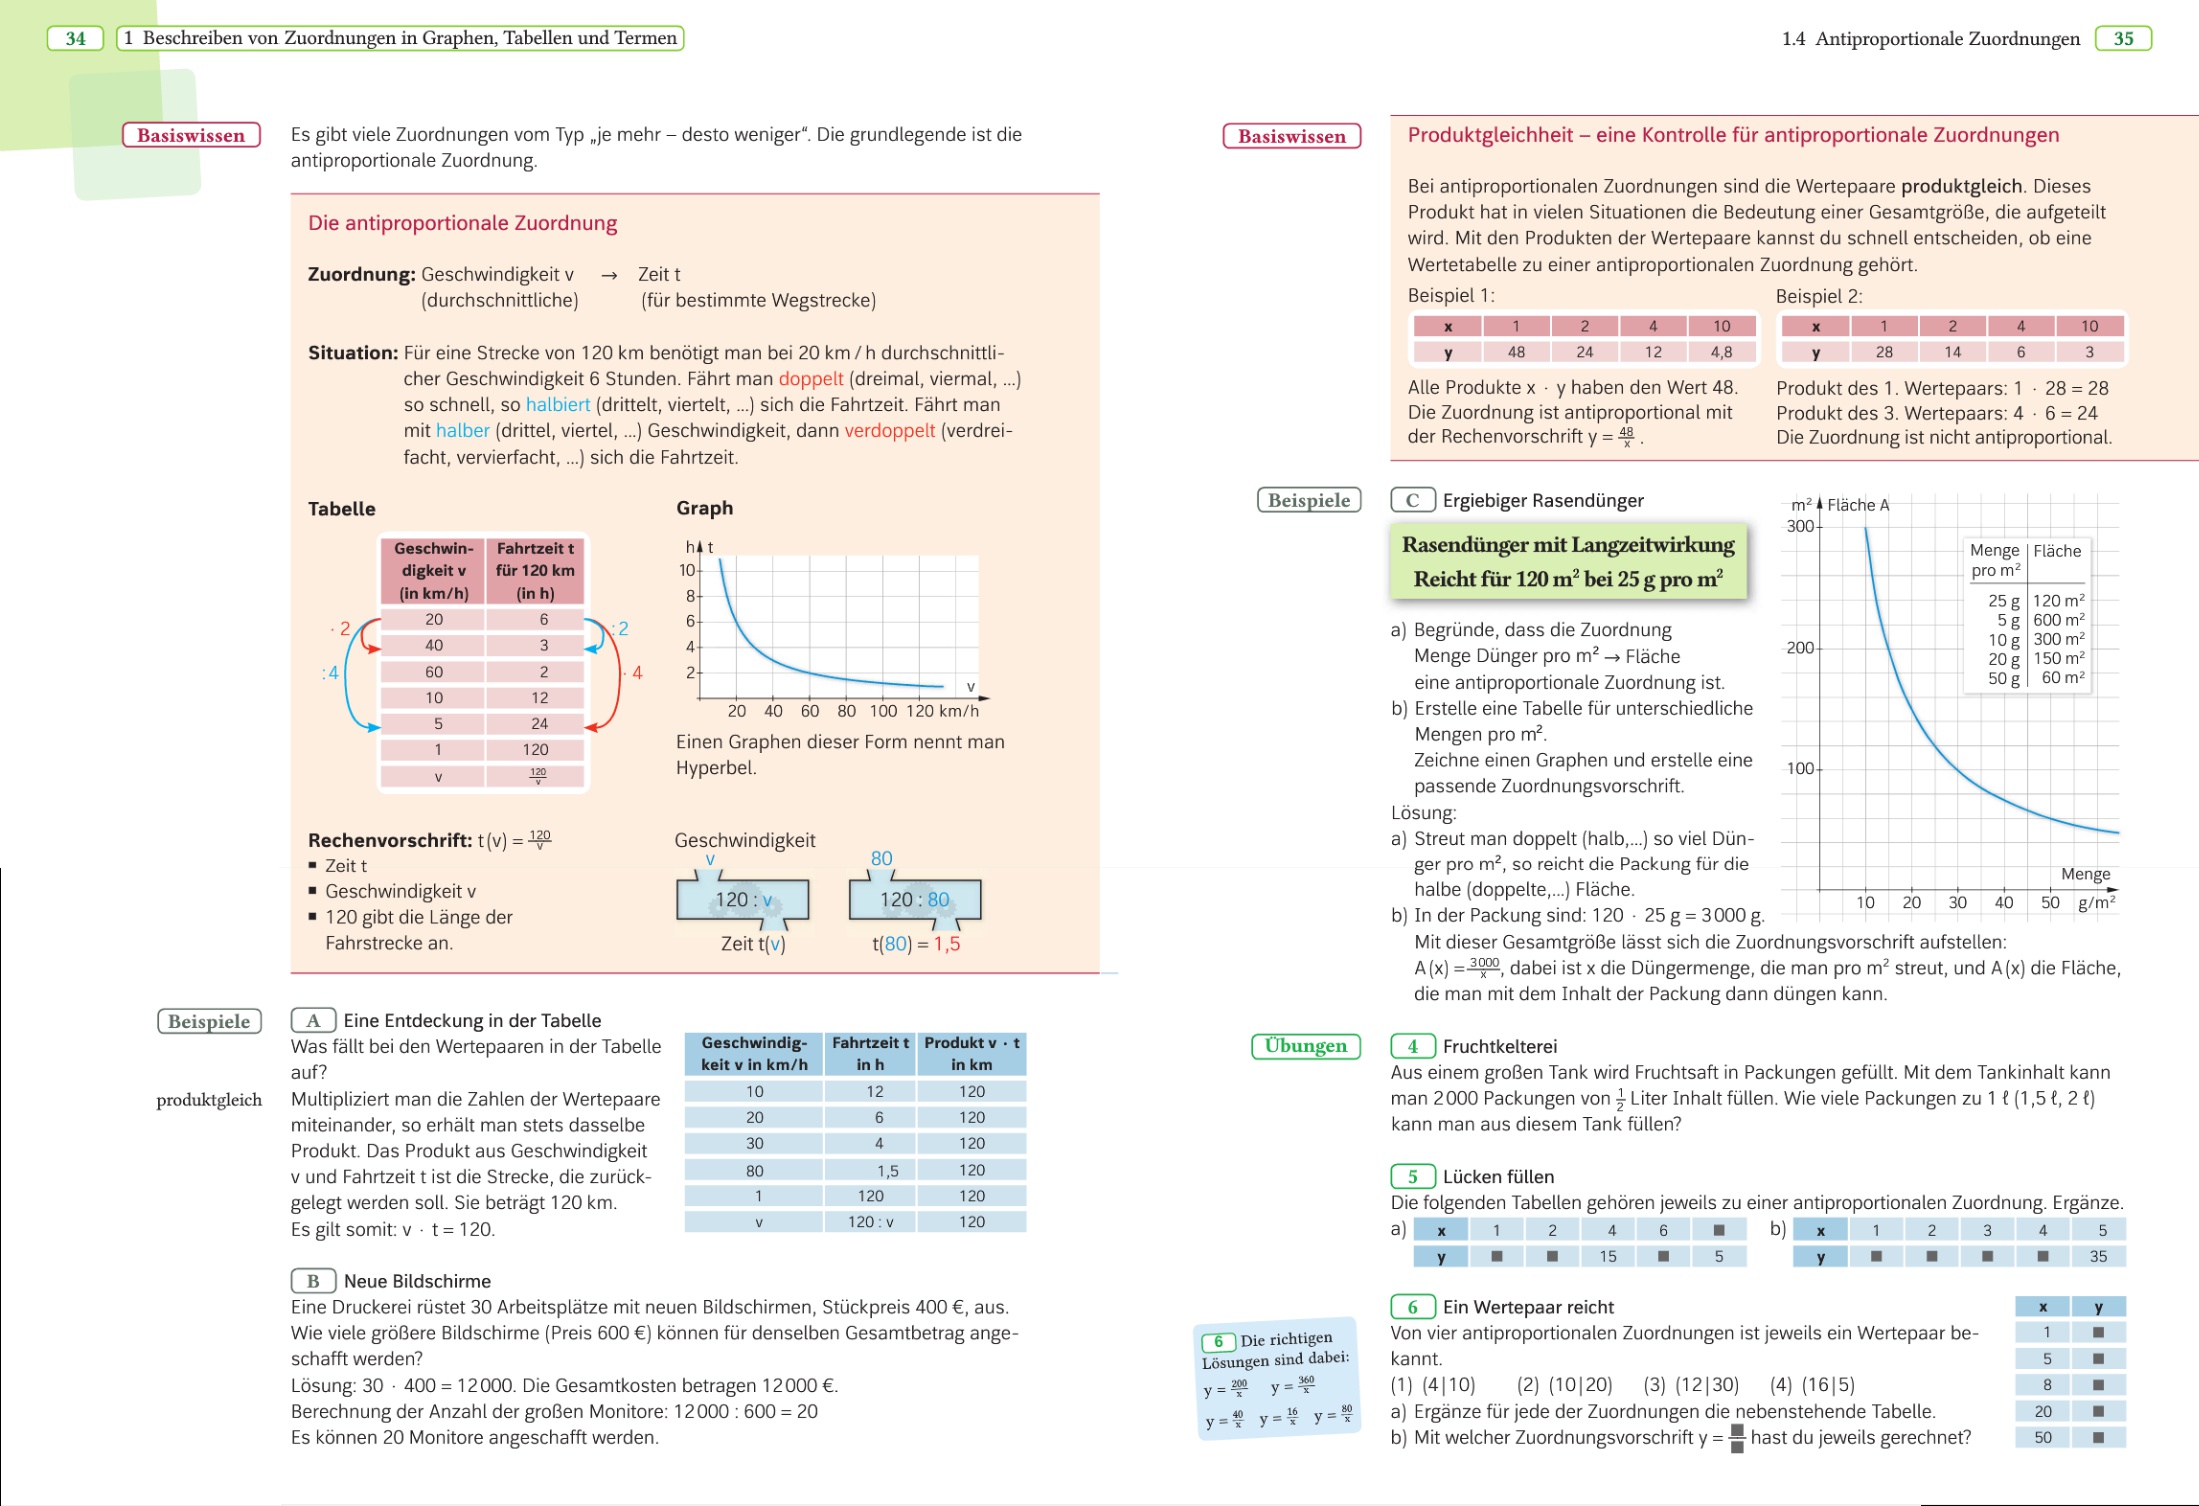 34
1 Beschreiben von Zuordnungen in Graphen, Tabellen und Termen
Basiswissen
Es gibt viele Zuordnungen vom Typ „je mehr – desto weniger“. Die grundlegende ist die
antiproportionale Zuordnung.
Die antiproportionale Zuordnung
Zuordnung: Geschwindigkeit v → Zeit t
(durchschnittliche) (für bestimmte Wegstrecke)
Situation: Für eine Strecke von 120 km benötigt man bei 20 km / h durchschnittli-
cher Geschwindigkeit 6 Stunden. Fährt man doppelt (dreimal, viermal, ...)
so schnell, so halbiert (drittelt, viertelt, ...) sich die Fahrtzeit. Fährt man
mit halber (drittel, viertel, ...) Geschwindigkeit, dann verdoppelt (verdrei-
facht, vervierfacht, ...) sich die Fahrtzeit.
Tabelle
Geschwin- Fahrtzeit t
digkeit v für 120 km
(in km/h) (in h)
20 6
40 3
60 2
10 12
5 24
1 120
v 120/v
· 2
:4
:2
· 4
Graph
h t
10
8
6
4
2
v
20 40 60 80 100 120 km/h
Einen Graphen dieser Form nennt man
Hyperbel.
Rechenvorschrift: t(v) = 120/v
▪ Zeit t
▪ Geschwindigkeit v
▪ 120 gibt die Länge der
Fahrstrecke an.
Geschwindigkeit
v 80
120 : v 120 : 80
Zeit t(v) t(80) = 1,5
Beispiele
A Eine Entdeckung in der Tabelle
Was fällt bei den Wertepaaren in der Tabelle
auf?
produktgleich
Multipliziert man die Zahlen der Wertepaare
miteinander, so erhält man stets dasselbe
Produkt. Das Produkt aus Geschwindigkeit
v und Fahrtzeit t ist die Strecke, die zurück-
gelegt werden soll. Sie beträgt 120 km.
Es gilt somit: v · t = 120.
Geschwindig- Fahrtzeit t Produkt v · t
keit v in km/h in h in km
10 12 120
20 6 120
30 4 120
80 1,5 120
1 120 120
v 120 : v 120
B Neue Bildschirme
Eine Druckerei rüstet 30 Arbeitsplätze mit neuen Bildschirmen, Stückpreis 400 €, aus.
Wie viele größere Bildschirme (Preis 600 €) können für denselben Gesamtbetrag ange-
schafft werden?
Lösung: 30 · 400 = 12 000. Die Gesamtkosten betragen 12 000 €.
Berechnung der Anzahl der großen Monitore: 12 000 : 600 = 20
Es können 20 Monitore angeschafft werden.
1.4 Antiproportionale Zuordnungen
35
Basiswissen
Produktgleichheit – eine Kontrolle für antiproportionale Zuordnungen
Bei antiproportionalen Zuordnungen sind die Wertepaare produktgleich. Dieses
Produkt hat in vielen Situationen die Bedeutung einer Gesamtgröße, die aufgeteilt
wird. Mit den Produkten der Wertepaare kannst du schnell entscheiden, ob eine
Wertetabelle zu einer antiproportionalen Zuordnung gehört.
Beispiel 1:
x 1 2 4 10
y 48 24 12 4,8
Alle Produkte x · y haben den Wert 48.
Die Zuordnung ist antiproportional mit
der Rechenvorschrift y = 48/x .
Beispiel 2:
x 1 2 4 10
y 28 14 6 3
Produkt des 1. Wertepaars: 1 · 28 = 28
Produkt des 3. Wertepaars: 4 · 6 = 24
Die Zuordnung ist nicht antiproportional.
Beispiele
C Ergiebiger Rasendünger
Rasendünger mit Langzeitwirkung
Reicht für 120 m² bei 25 g pro m²
a) Begründe, dass die Zuordnung
Menge Dünger pro m² → Fläche
eine antiproportionale Zuordnung ist.
b) Erstelle eine Tabelle für unterschiedliche
Mengen pro m².
Zeichne einen Graphen und erstelle eine
passende Zuordnungsvorschrift.
Lösung:
a) Streut man doppelt (halb,...) so viel Dün-
ger pro m², so reicht die Packung für die
halbe (doppelte,...) Fläche.
b) In der Packung sind: 120 · 25 g = 3 000 g.
Mit dieser Gesamtgröße lässt sich die Zuordnungsvorschrift aufstellen:
A (x) = 3 000/x, dabei ist x die Düngermenge, die man pro m² streut, und A (x) die Fläche,
die man mit dem Inhalt der Packung dann düngen kann.
m² Fläche A
300
200
100
Menge Fläche
pro m²
25 g 120 m²
5 g 600 m²
10 g 300 m²
20 g 150 m²
50 g 60 m²
Menge
10 20 30 40 50 g/m²
Übungen
4 Fruchtkelterei
Aus einem großen Tank wird Fruchtsaft in Packungen gefüllt. Mit dem Tankinhalt kann
man 2 000 Packungen von 1/2 Liter Inhalt füllen. Wie viele Packungen zu 1 ℓ (1,5 ℓ, 2 ℓ)
kann man aus diesem Tank füllen?
5 Lücken füllen
Die folgenden Tabellen gehören jeweils zu einer antiproportionalen Zuordnung. Ergänze.
a) x 1 2 4 6 ■
y ■ ■ 15 ■ 5
b) x 1 2 3 4 5
y ■ ■ ■ ■ 35
6 Ein Wertepaar reicht
Von vier antiproportionalen Zuordnungen ist jeweils ein Wertepaar be-
kannt.
(1) (4|10) (2) (10|20) (3) (12|30) (4) (16|5)
a) Ergänze für jede der Zuordnungen die nebenstehende Tabelle.
b) Mit welcher Zuordnungsvorschrift y = ■/■ hast du jeweils gerechnet?
x y
1 ■
5 ■
8 ■
20 ■
50 ■
6 Die richtigen
Lösungen sind dabei:
y = 200/x y = 360/x
y = 40/x y = 16/x y = 80/x